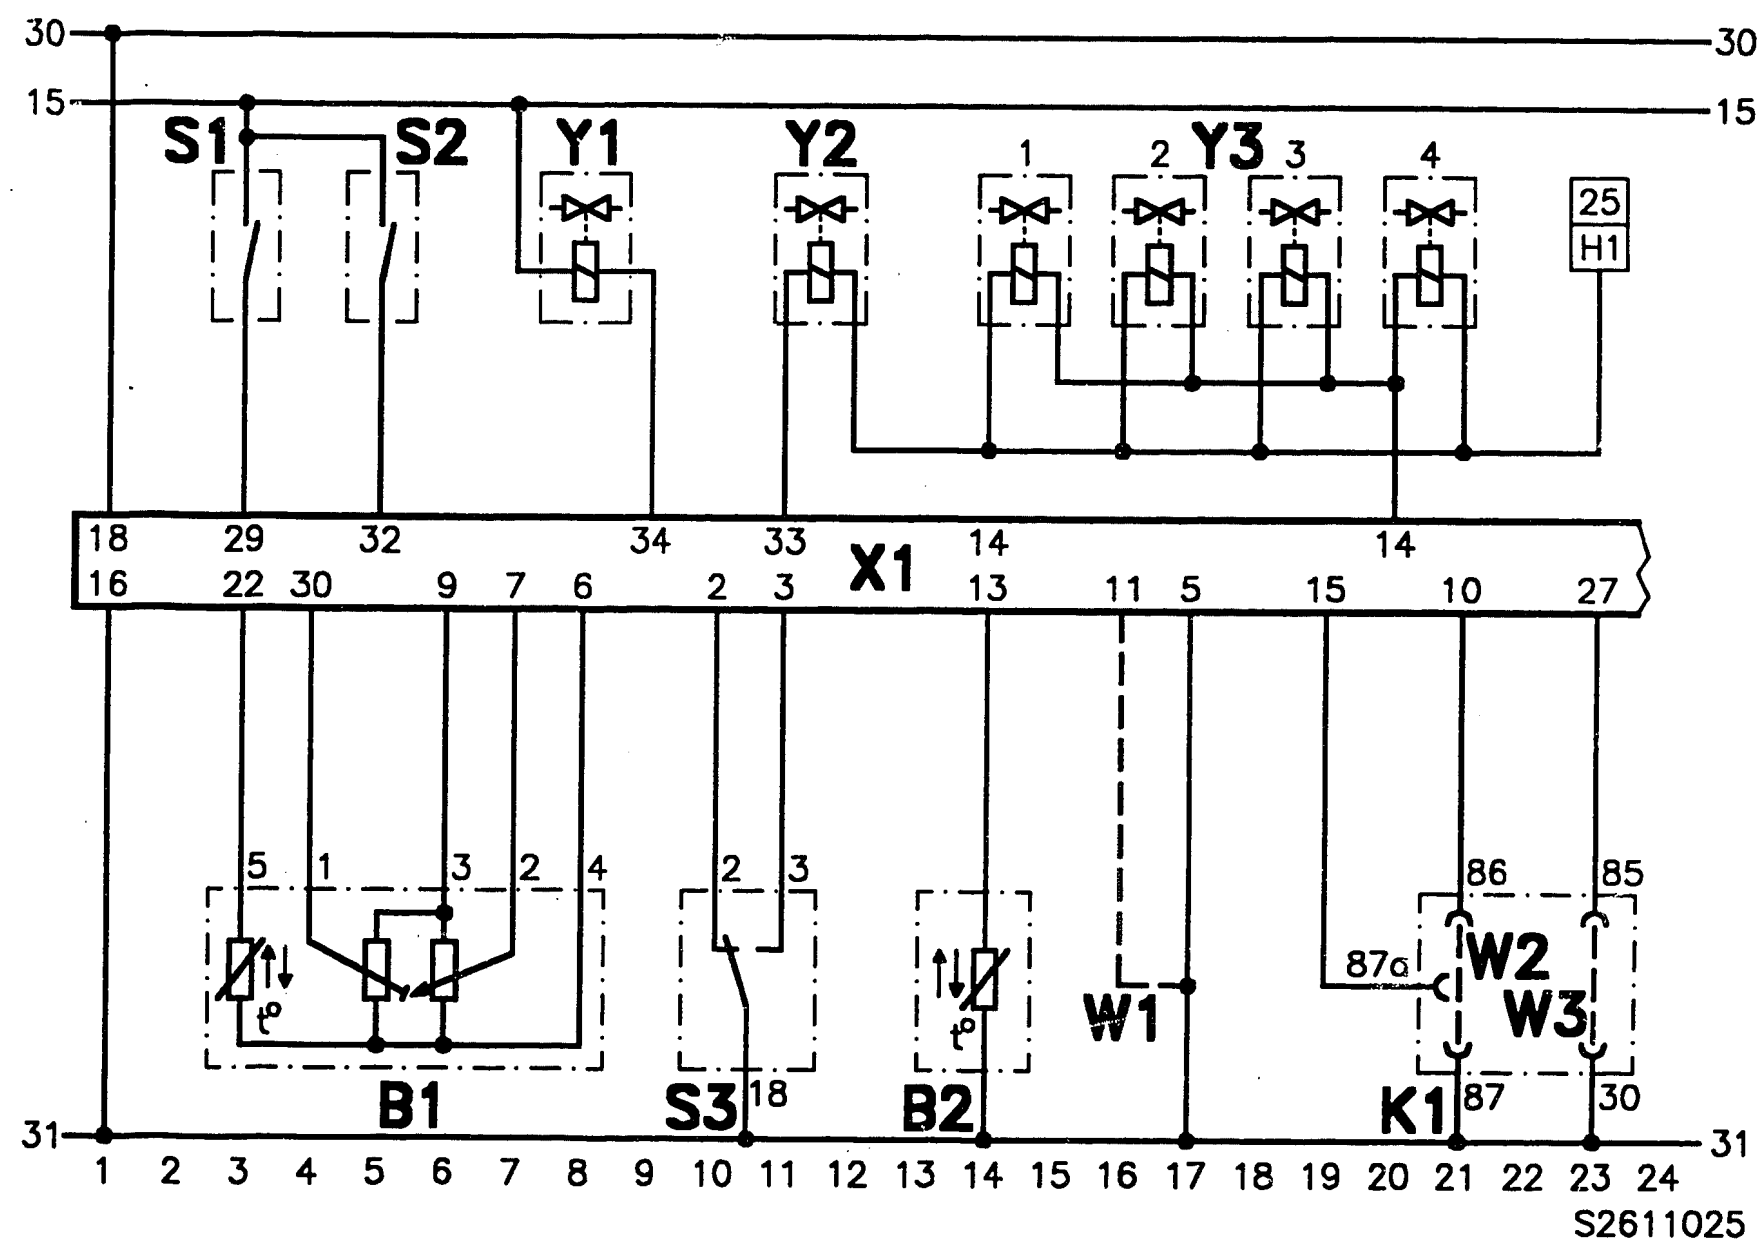 30 30
15 15
S1 S2 Y1 Y2 1 2 Y3 3 4
25
H1
18 29 32 34 33 14 14
X1
16 22 30 9 7 6 2 3 13 11 5 15 10 27
5 1 3 2 4 2 3 86 85
W2
87a
W3
t° t° W1
B1 S3 18 B2 K1 87 30
31 31
1 2 3 4 5 6 7 8 9 10 11 12 13 14 15 16 17 18 19 20 21 22 23 24
S2611025